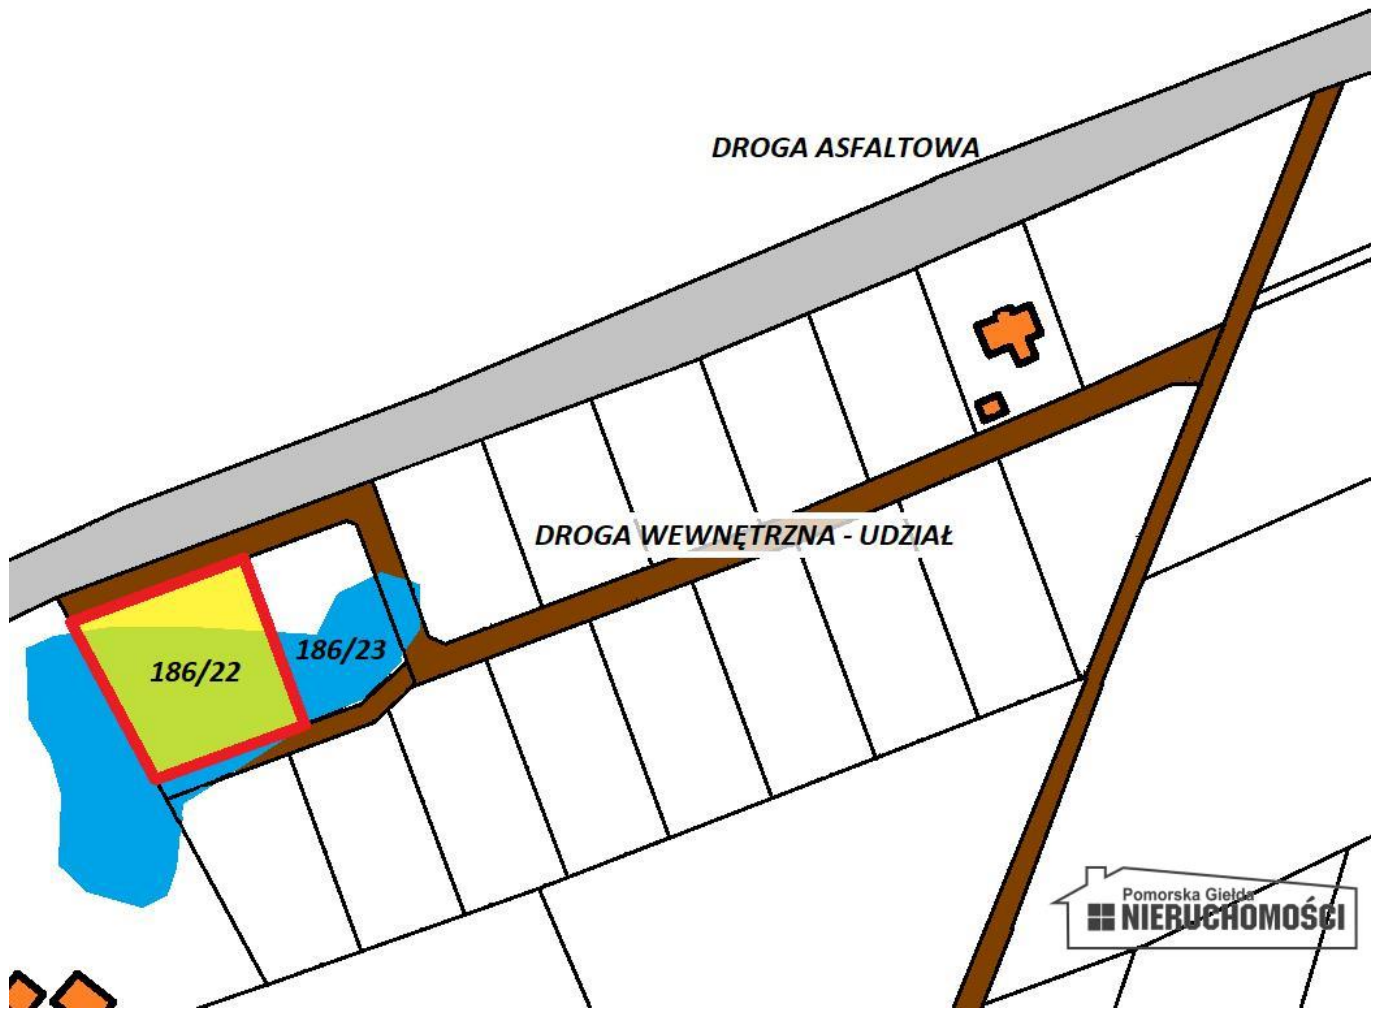 DROGA ASFALTOWA
DROGA WEWNĘTRZNA - UDZIAŁ
186/23
186/22
Pomorska Giełda
NIERUCHOMOŚCI